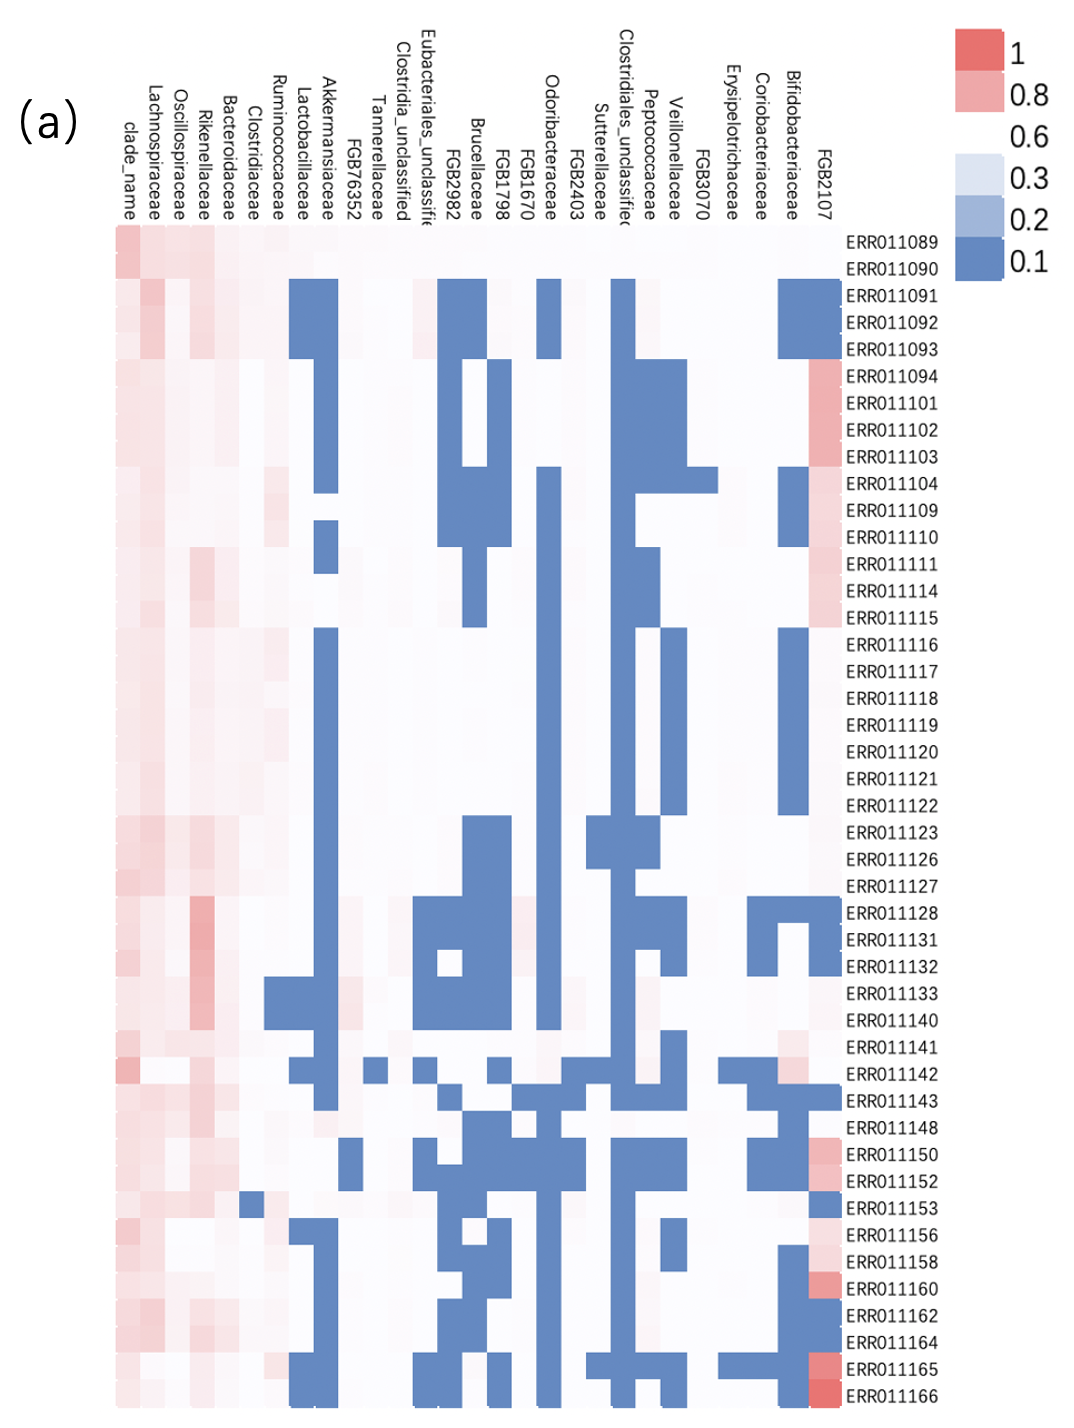 (a)
clade_name
Lachnospiraceae
Oscillospiraceae
Rikenellaceae
Bacteroidaceae
Clostridiaceae
Ruminococcaceae
Lactobacillaceae
Akkermansiaceae
FGB76352
Tannerellaceae
Clostridia_unclassified
Eubacteriales_unclassifie
FGB2982
Brucellaceae
FGB1798
FGB1670
Odoribacteraceae
FGB2403
Sutterellaceae
Clostridiales_unclassified
Peptococcaceae
Veillonellaceae
FGB3070
Erysipelotrichaceae
Coriobacteriaceae
Bifidobacteriaceae
FGB2107
1
0.8
0.6
0.3
0.2
0.1
ERR011089
ERR011090
ERR011091
ERR011092
ERR011093
ERR011094
ERR011101
ERR011102
ERR011103
ERR011104
ERR011109
ERR011110
ERR011111
ERR011114
ERR011115
ERR011116
ERR011117
ERR011118
ERR011119
ERR011120
ERR011121
ERR011122
ERR011123
ERR011126
ERR011127
ERR011128
ERR011131
ERR011132
ERR011133
ERR011140
ERR011141
ERR011142
ERR011143
ERR011148
ERR011150
ERR011152
ERR011153
ERR011156
ERR011158
ERR011160
ERR011162
ERR011164
ERR011165
ERR011166